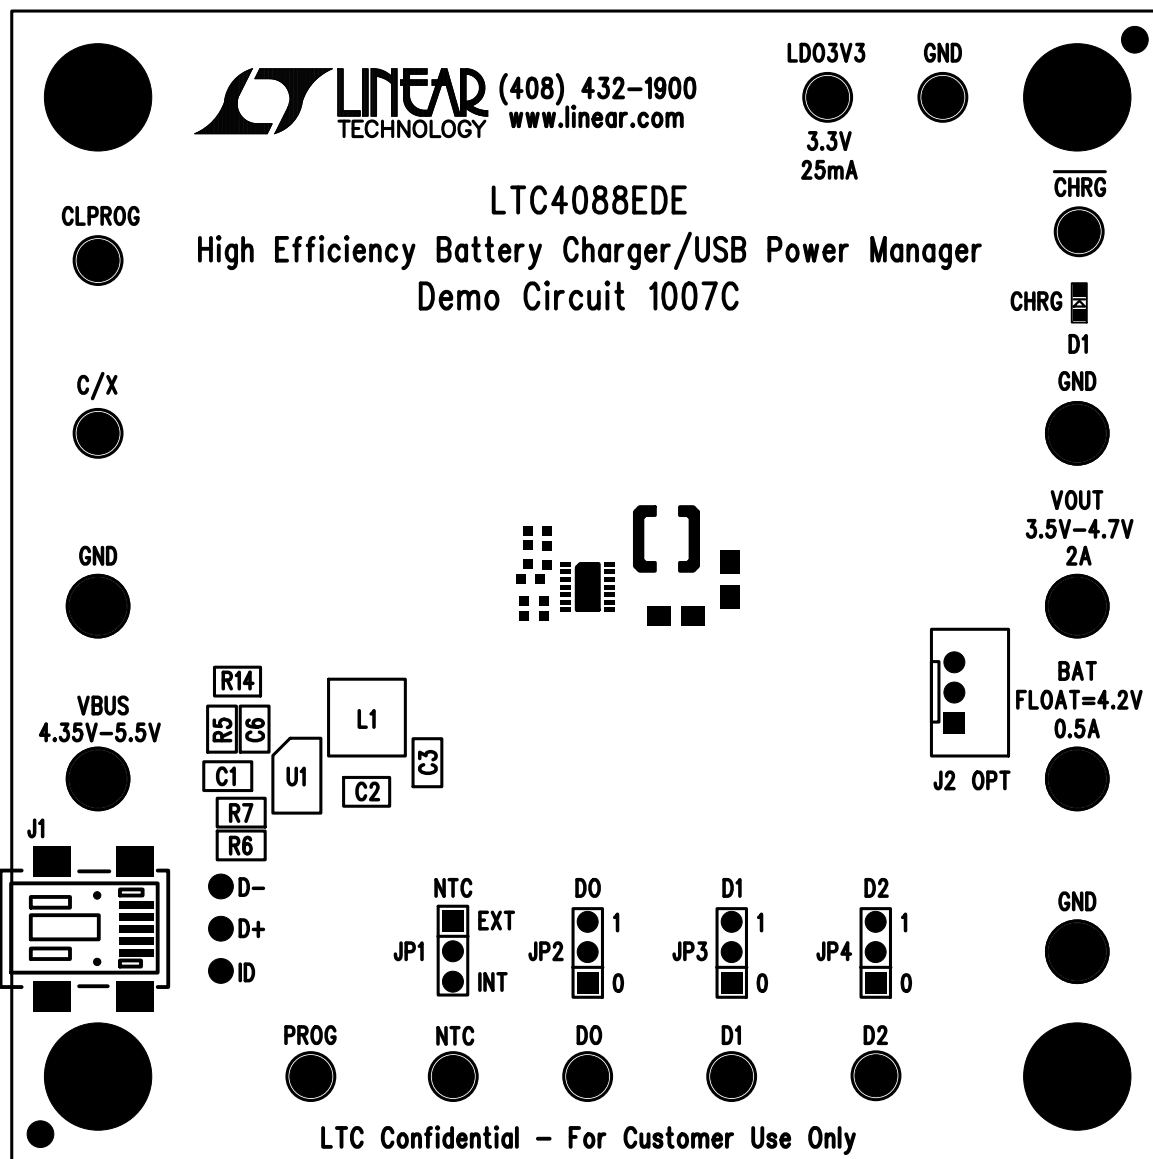 LINEAR
TECHNOLOGY
(408) 432-1900
www.linear.com
LDO3V3
3.3V
25mA
GND
LTC4088EDE
High Efficiency Battery Charger/USB Power Manager
Demo Circuit 1007C
CLPROG
CHRG
CHRG
D1
C/X
GND
GND
VOUT
3.5V-4.7V
2A
BAT
FLOAT=4.2V
0.5A
J2 OPT
VBUS
4.35V-5.5V
R14
R5
C6
L1
C1
U1
C2
C3
R7
R6
J1
D-
D+
ID
NTC
EXT
JP1
INT
D0
1
JP2
0
D1
1
JP3
0
D2
1
JP4
0
GND
PROG
NTC
D0
D1
D2
LTC Confidential - For Customer Use Only